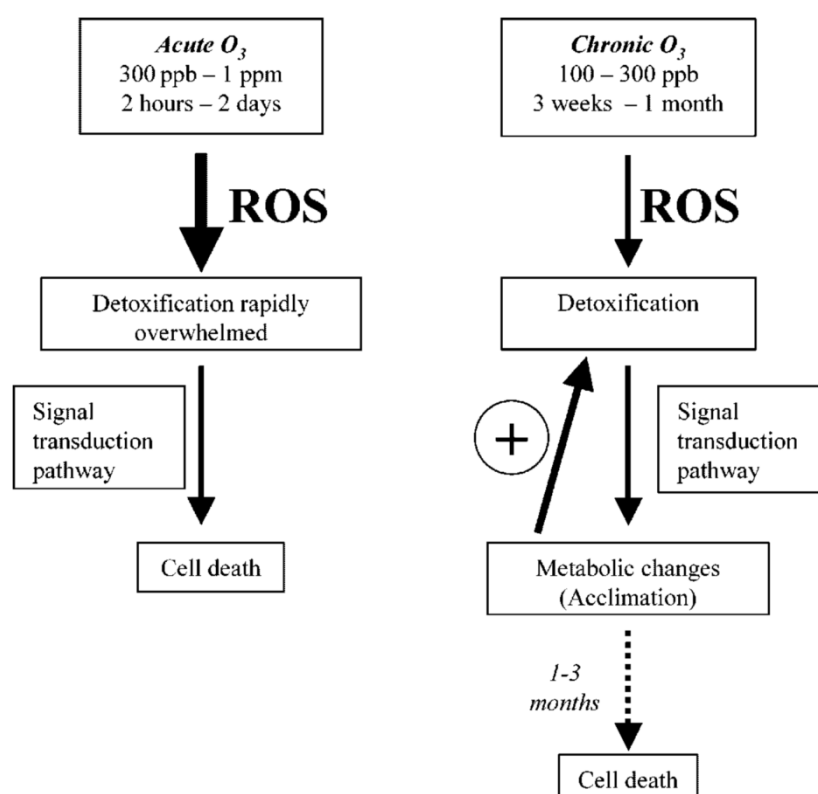 Acute O3
300 ppb – 1 ppm
2 hours – 2 days
ROS
Detoxification rapidly
overwhelmed
Signal
transduction
pathway
Cell death
Chronic O3
100 – 300 ppb
3 weeks – 1 month
ROS
Detoxification
+
Signal
transduction
pathway
Metabolic changes
(Acclimation)
1-3
months
Cell death